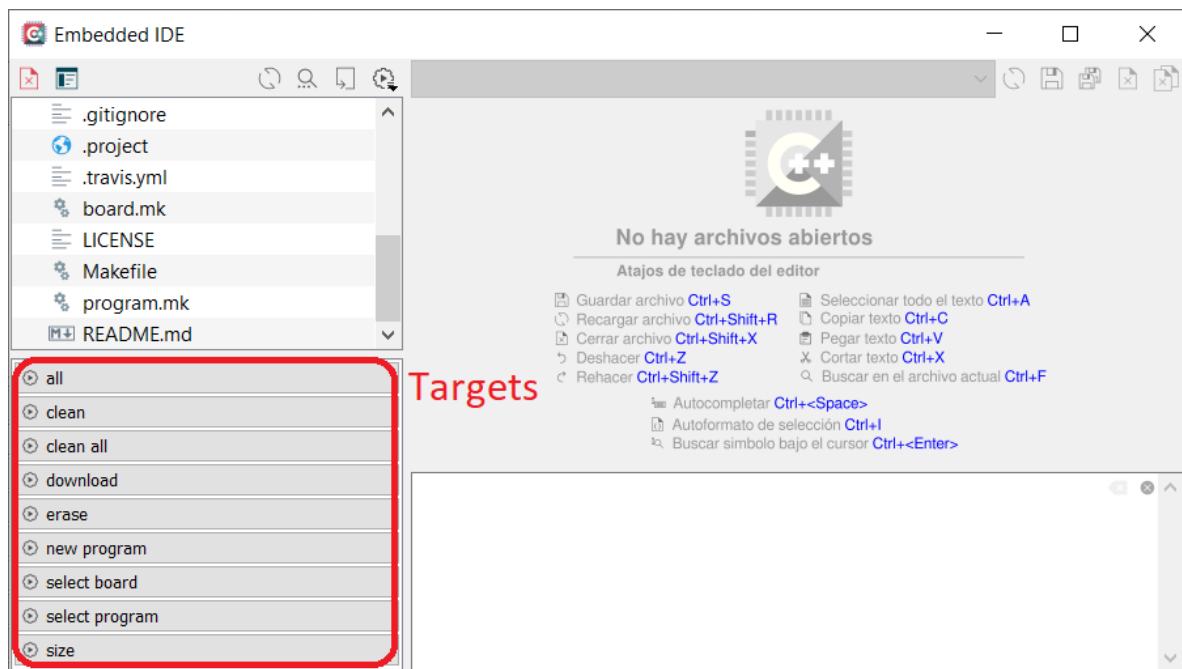 Embedded IDE
.gitignore
.project
.travis.yml
board.mk
LICENSE
Makefile
program.mk
README.md
all
clean
clean all
download
erase
new program
select board
select program
size
Targets
C++
No hay archivos abiertos
Atajos de teclado del editor
Guardar archivo Ctrl+S
Recargar archivo Ctrl+Shift+R
Cerrar archivo Ctrl+Shift+X
Deshacer Ctrl+Z
Rehacer Ctrl+Shift+Z
Seleccionar todo el texto Ctrl+A
Copiar texto Ctrl+C
Pegar texto Ctrl+V
Cortar texto Ctrl+X
Buscar en el archivo actual Ctrl+F
Autocompletar Ctrl+<Space>
Autoformato de selección Ctrl+I
Buscar simbolo bajo el cursor Ctrl+<Enter>